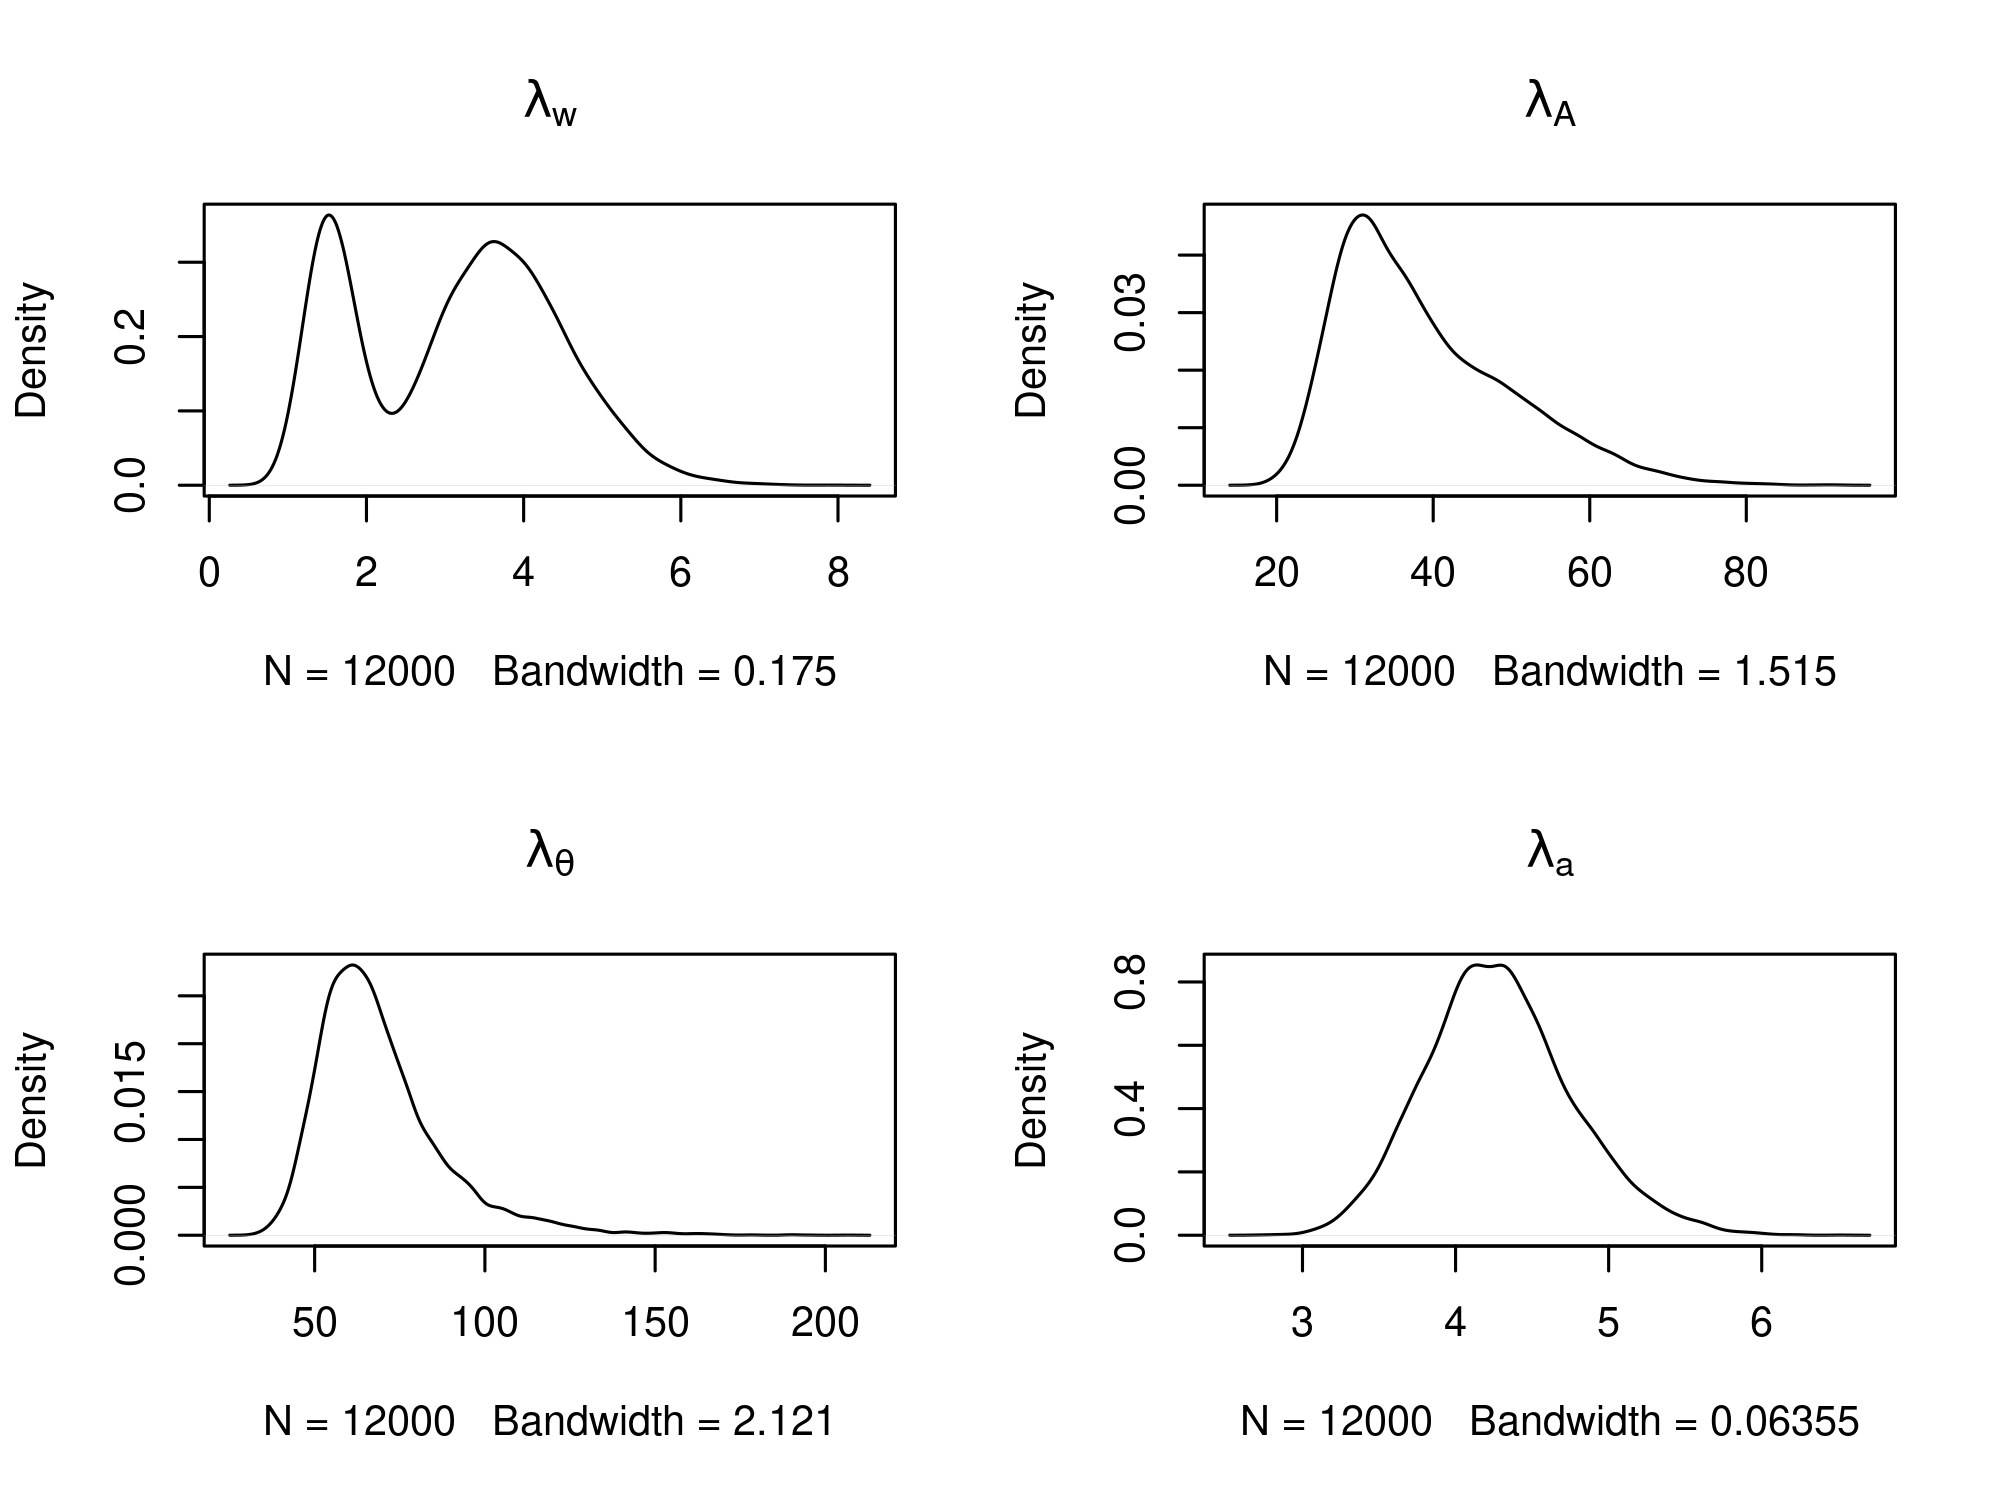 λw
Density
0.0 0.2
0 2 4 6 8
N = 12000 Bandwidth = 0.175
λA
Density
0.00 0.03
20 40 60 80
N = 12000 Bandwidth = 1.515
λθ
Density
0.000 0.015
50 100 150 200
N = 12000 Bandwidth = 2.121
λa
Density
0.0 0.4 0.8
3 4 5 6
N = 12000 Bandwidth = 0.06355